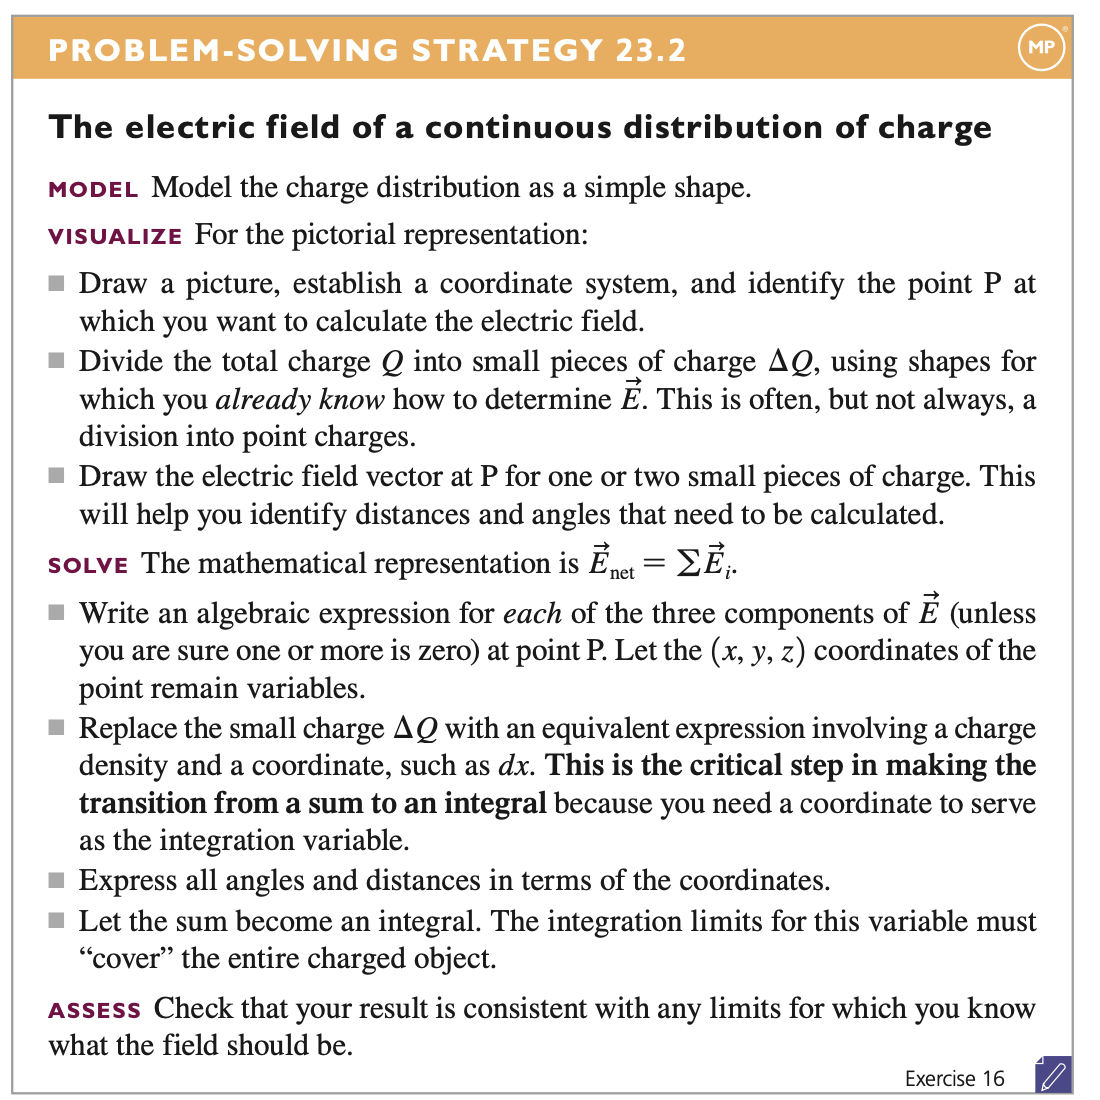 PROBLEM-SOLVING STRATEGY 23.2
MP®
The electric field of a continuous distribution of charge
MODEL Model the charge distribution as a simple shape.
VISUALIZE For the pictorial representation:
■ Draw a picture, establish a coordinate system, and identify the point P at
which you want to calculate the electric field.
■ Divide the total charge Q into small pieces of charge ΔQ, using shapes for
which you already know how to determine E⃗. This is often, but not always, a
division into point charges.
■ Draw the electric field vector at P for one or two small pieces of charge. This
will help you identify distances and angles that need to be calculated.
SOLVE The mathematical representation is E⃗net = ΣE⃗i.
■ Write an algebraic expression for each of the three components of E⃗ (unless
you are sure one or more is zero) at point P. Let the (x, y, z) coordinates of the
point remain variables.
■ Replace the small charge ΔQ with an equivalent expression involving a charge
density and a coordinate, such as dx. This is the critical step in making the
transition from a sum to an integral because you need a coordinate to serve
as the integration variable.
■ Express all angles and distances in terms of the coordinates.
■ Let the sum become an integral. The integration limits for this variable must
“cover” the entire charged object.
ASSESS Check that your result is consistent with any limits for which you know
what the field should be.
Exercise 16